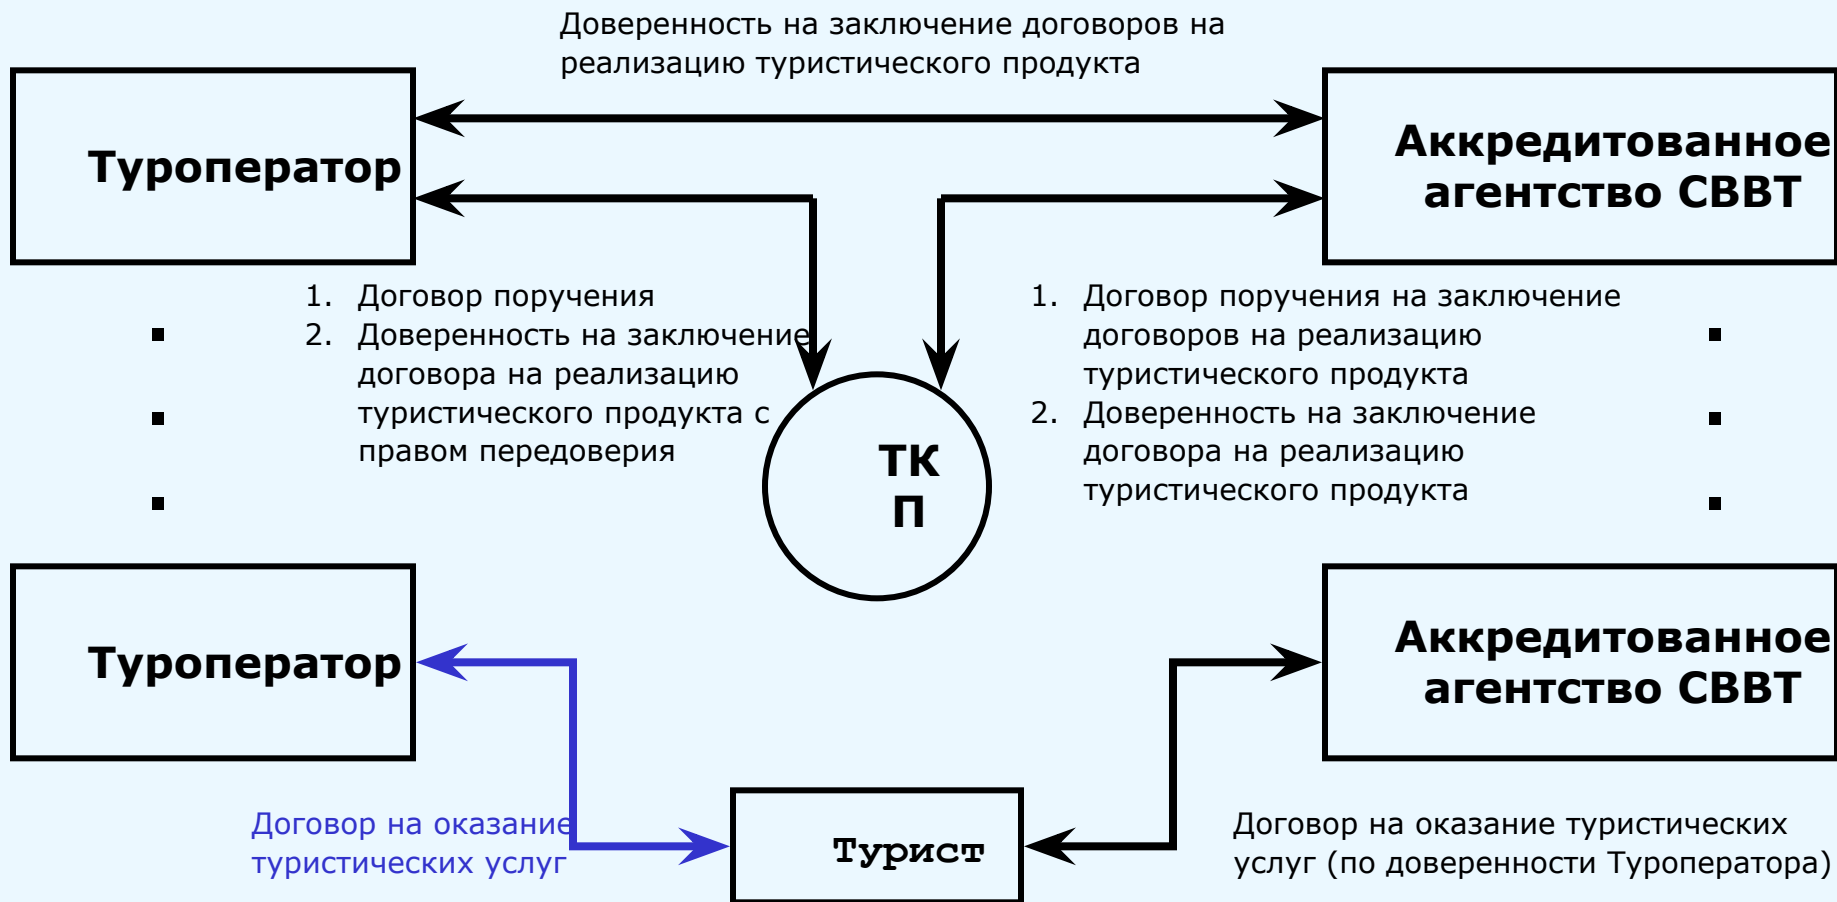 Доверенность на заключение договоров на
реализацию туристического продукта
Туроператор
Аккредитованное
агентство СВВТ
1. Договор поручения
2. Доверенность на заключение
договора на реализацию
туристического продукта с
правом передоверия
1. Договор поручения на заключение
договоров на реализацию
туристического продукта
2. Доверенность на заключение
договора на реализацию
туристического продукта
ТК
П
Туроператор
Аккредитованное
агентство СВВТ
Договор на оказание
туристических услуг
Турист
Договор на оказание туристических
услуг (по доверенности Туроператора)